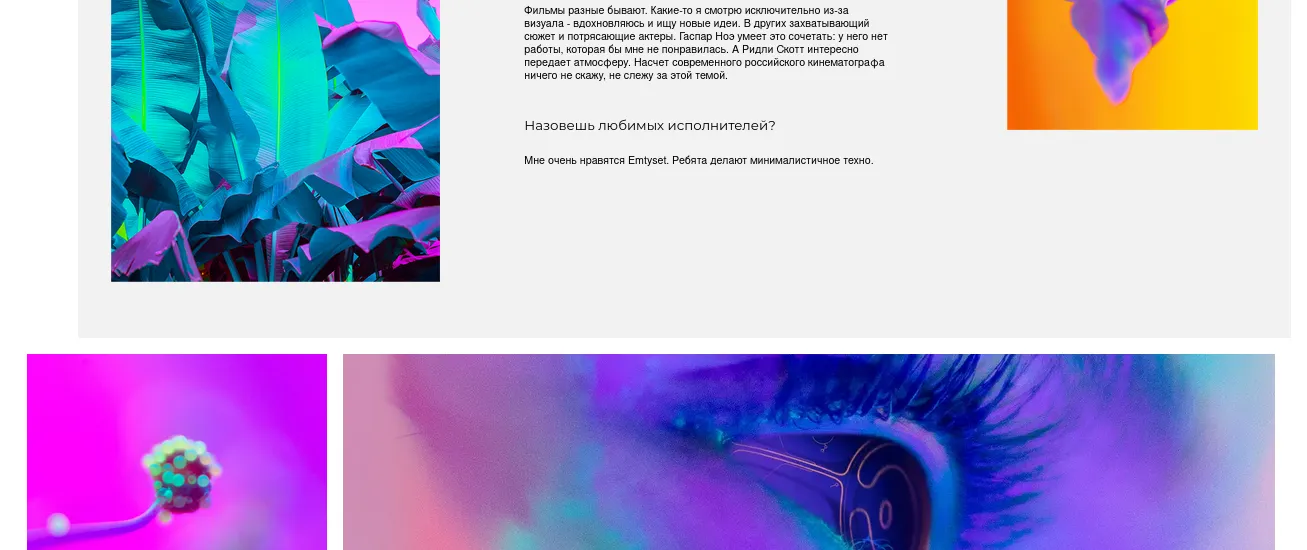 Фильмы разные бывают. Какие-то я смотрю исключительно из-за
визуала - вдохновляюсь и ищу новые идеи. В других захватывающий
сюжет и потрясающие актеры. Гаспар Ноэ умеет это сочетать: у него нет
работы, которая бы мне не понравилась. А Ридли Скотт интересно
передает атмосферу. Насчет современного российского кинематографа
ничего не скажу, не слежу за этой темой.
Назовешь любимых исполнителей?
Мне очень нравятся Emtyset. Ребята делают минималистичное техно.